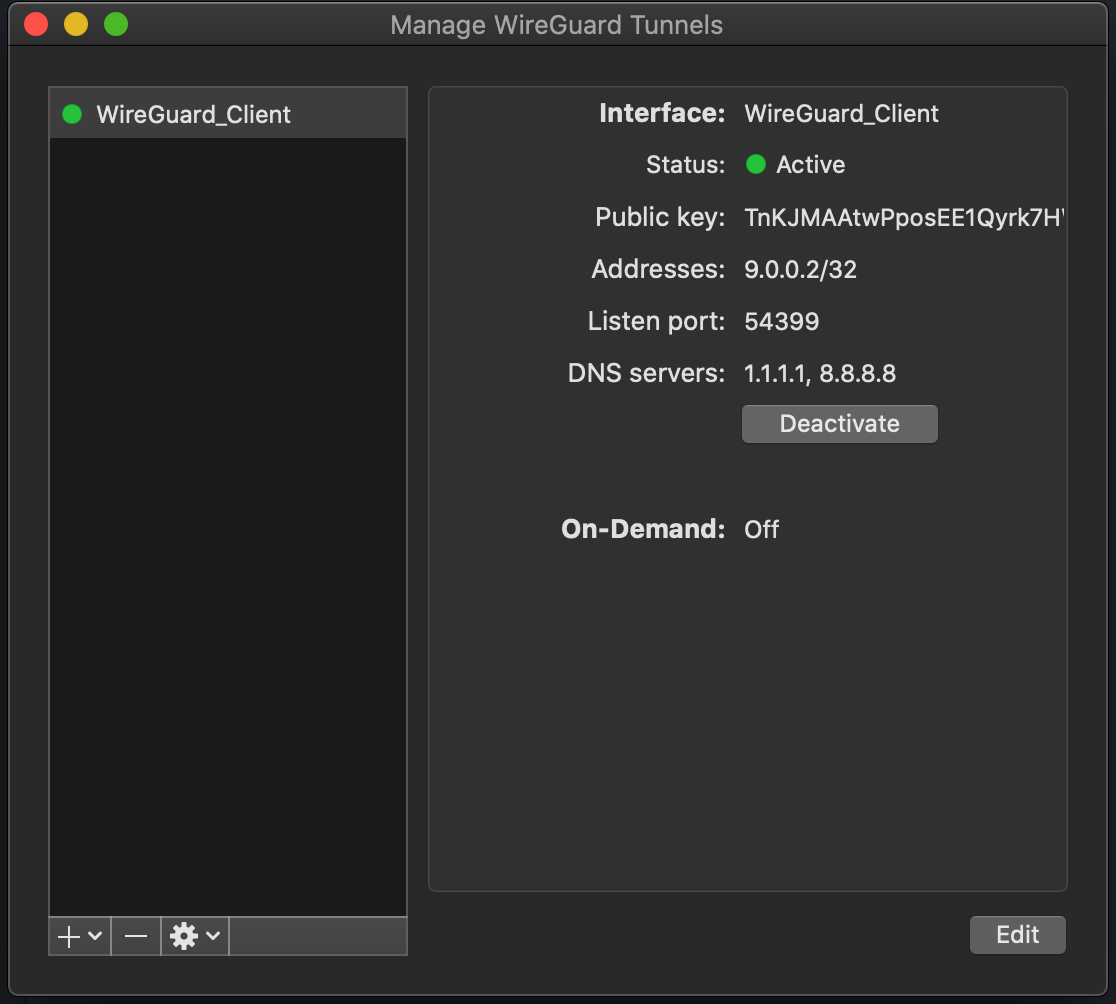 Manage WireGuard Tunnels
WireGuard_Client
Interface: WireGuard_Client
Status: Active
Public key: TnKJMAAtwPposEE1Qyrk7H
Addresses: 9.0.0.2/32
Listen port: 54399
DNS servers: 1.1.1.1, 8.8.8.8
Deactivate
On-Demand: Off
Edit